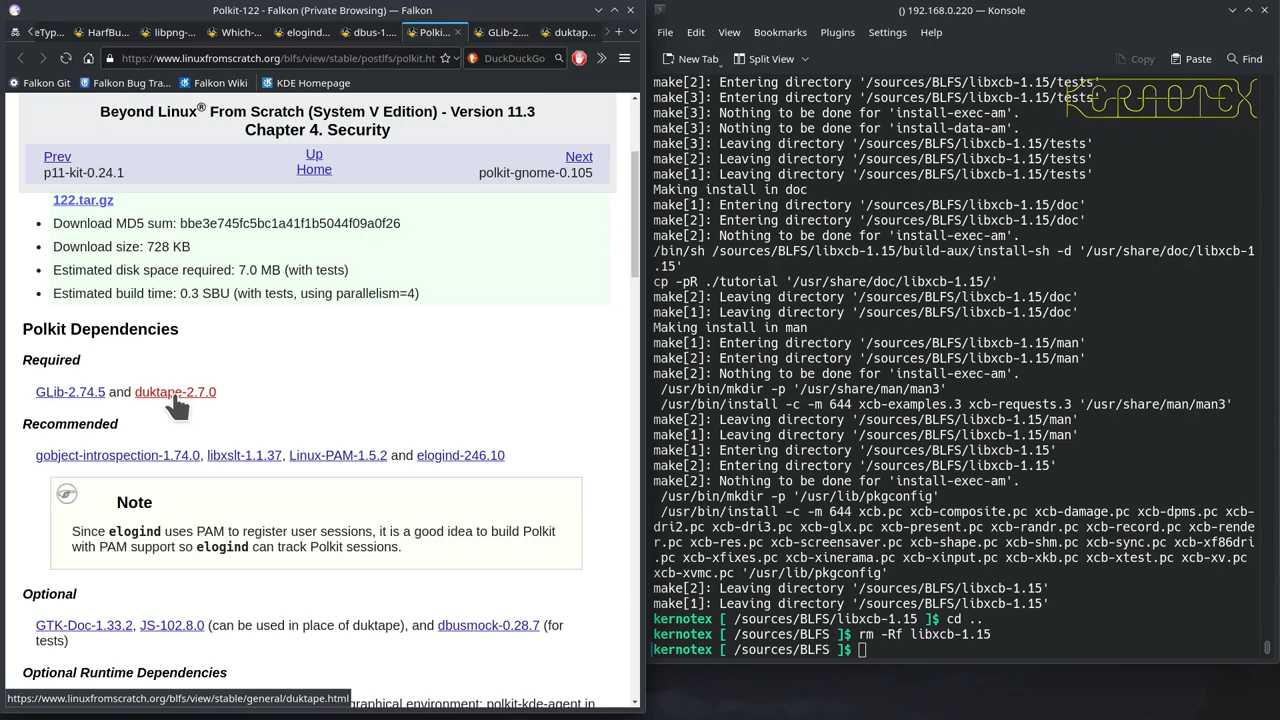 Polkit-122 - Falkon (Private Browsing) — Falkon
eType...
HarfBu...
libpng-...
Which-...
elogind...
dbus-1...
Polki...
GLib-2....
duktap...
https://www.linuxfromscratch.org/blfs/view/stable/postlfs/polkit.ht
DuckDuckGo
Falkon Git
Falkon Bug Tra...
Falkon Wiki
KDE Homepage
Beyond Linux® From Scratch (System V Edition) - Version 11.3
Chapter 4. Security
Prev
Up
Next
p11-kit-0.24.1
Home
polkit-gnome-0.105
122.tar.gz
• Download MD5 sum: bbe3e745fc5bc1a41f1b5044f09a0f26
• Download size: 728 KB
• Estimated disk space required: 7.0 MB (with tests)
• Estimated build time: 0.3 SBU (with tests, using parallelism=4)
Polkit Dependencies
Required
GLib-2.74.5 and duktape-2.7.0
Recommended
gobject-introspection-1.74.0, libxslt-1.1.37, Linux-PAM-1.5.2 and elogind-246.10
Note
Since elogind uses PAM to register user sessions, it is a good idea to build Polkit
with PAM support so elogind can track Polkit sessions.
Optional
GTK-Doc-1.33.2, JS-102.8.0 (can be used in place of duktape), and dbusmock-0.28.7 (for
tests)
Optional Runtime Dependencies
graphical environment: polkit-kde-agent in
https://www.linuxfromscratch.org/blfs/view/stable/general/duktape.html
() 192.168.0.220 — Konsole
File Edit View Bookmarks Plugins Settings Help
New Tab Split View Copy Paste Find
KERNOTEX
make[2]: Entering directory '/sources/BLFS/libxcb-1.15/tests'
make[3]: Entering directory '/sources/BLFS/libxcb-1.15/tests'
make[3]: Nothing to be done for 'install-exec-am'.
make[3]: Nothing to be done for 'install-data-am'.
make[3]: Leaving directory '/sources/BLFS/libxcb-1.15/tests'
make[2]: Leaving directory '/sources/BLFS/libxcb-1.15/tests'
make[1]: Leaving directory '/sources/BLFS/libxcb-1.15/tests'
Making install in doc
make[1]: Entering directory '/sources/BLFS/libxcb-1.15/doc'
make[2]: Entering directory '/sources/BLFS/libxcb-1.15/doc'
make[2]: Nothing to be done for 'install-exec-am'.
/bin/sh /sources/BLFS/libxcb-1.15/build-aux/install-sh -d '/usr/share/doc/libxcb-1
.15'
cp -pR ./tutorial '/usr/share/doc/libxcb-1.15/'
make[2]: Leaving directory '/sources/BLFS/libxcb-1.15/doc'
make[1]: Leaving directory '/sources/BLFS/libxcb-1.15/doc'
Making install in man
make[1]: Entering directory '/sources/BLFS/libxcb-1.15/man'
make[2]: Entering directory '/sources/BLFS/libxcb-1.15/man'
make[2]: Nothing to be done for 'install-exec-am'.
/usr/bin/mkdir -p '/usr/share/man/man3'
/usr/bin/install -c -m 644 xcb-examples.3 xcb-requests.3 '/usr/share/man/man3'
make[2]: Leaving directory '/sources/BLFS/libxcb-1.15/man'
make[1]: Leaving directory '/sources/BLFS/libxcb-1.15/man'
make[1]: Entering directory '/sources/BLFS/libxcb-1.15'
make[2]: Entering directory '/sources/BLFS/libxcb-1.15'
make[2]: Nothing to be done for 'install-exec-am'.
/usr/bin/mkdir -p '/usr/lib/pkgconfig'
/usr/bin/install -c -m 644 xcb.pc xcb-composite.pc xcb-damage.pc xcb-dpms.pc xcb-
dri2.pc xcb-dri3.pc xcb-glx.pc xcb-present.pc xcb-randr.pc xcb-record.pc xcb-rende
r.pc xcb-res.pc xcb-screensaver.pc xcb-shape.pc xcb-shm.pc xcb-sync.pc xcb-xf86dri
.pc xcb-xfixes.pc xcb-xinerama.pc xcb-xinput.pc xcb-xkb.pc xcb-xtest.pc xcb-xv.pc
xcb-xvmc.pc '/usr/lib/pkgconfig'
make[2]: Leaving directory '/sources/BLFS/libxcb-1.15'
make[1]: Leaving directory '/sources/BLFS/libxcb-1.15'
kernotex [ /sources/BLFS/libxcb-1.15 ]$ cd ..
kernotex [ /sources/BLFS ]$ rm -Rf libxcb-1.15
kernotex [ /sources/BLFS ]$